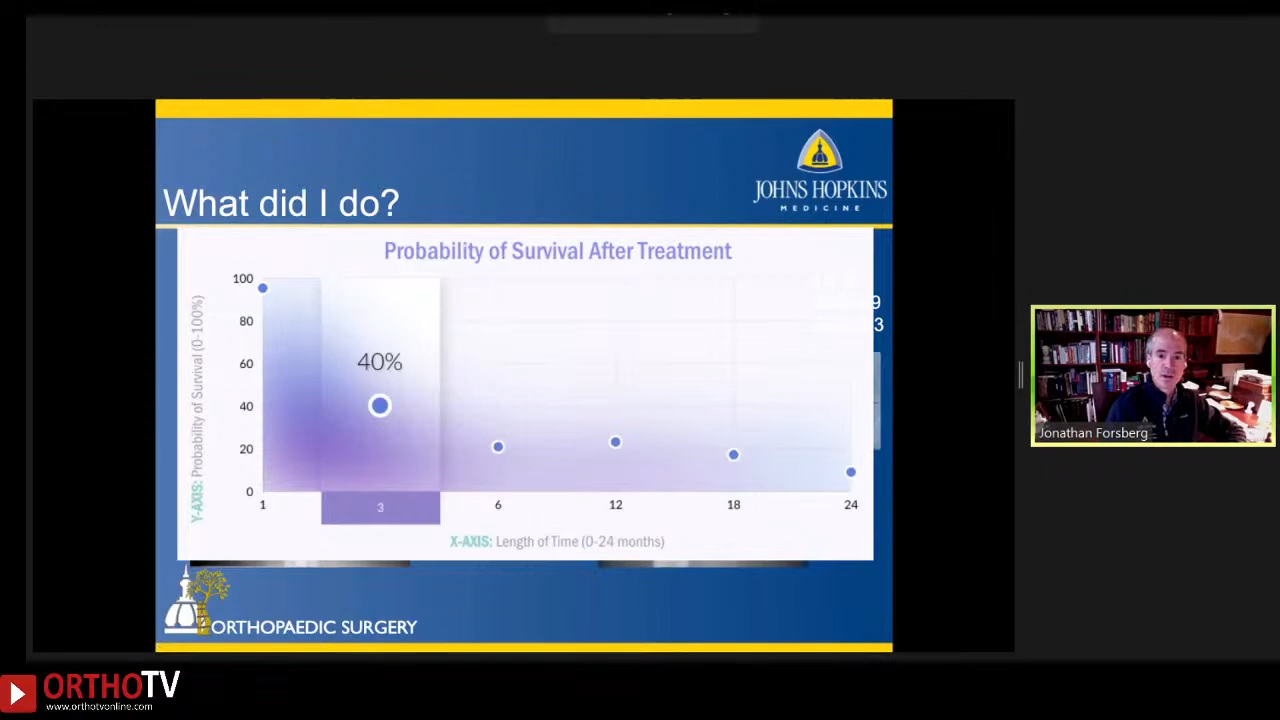 JOHNS HOPKINS
MEDICINE
What did I do?
Probability of Survival After Treatment
9
3
Y-AXIS: Probability of Survival (0-100%)
100
80
60
40
20
0
40%
1
3
6
12
18
24
X-AXIS: Length of Time (0-24 months)
Jonathan Forsberg
ORTHOPAEDIC SURGERY
ORTHOTV
www.orthotvonline.com